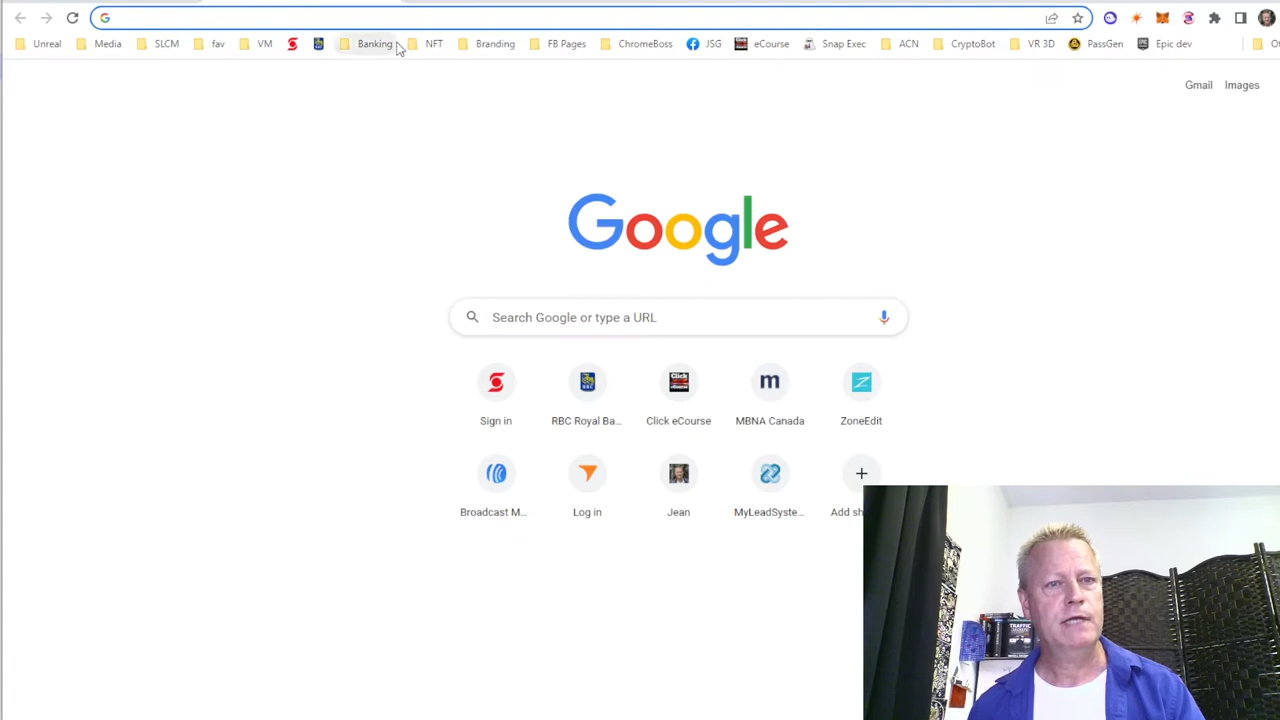 Unreal Media SLCM fav VM Banking NFT Branding FB Pages ChromeBoss JSG eCourse Snap Exec ACN CryptoBot VR 3D PassGen Epic dev
Gmail Images
Google
Search Google or type a URL
Sign in RBC Royal Ba... Click eCourse MBNA Canada ZoneEdit
Broadcast M... Log in Jean MyLeadSyste... Add sh
TRAFFIC
SECRETS